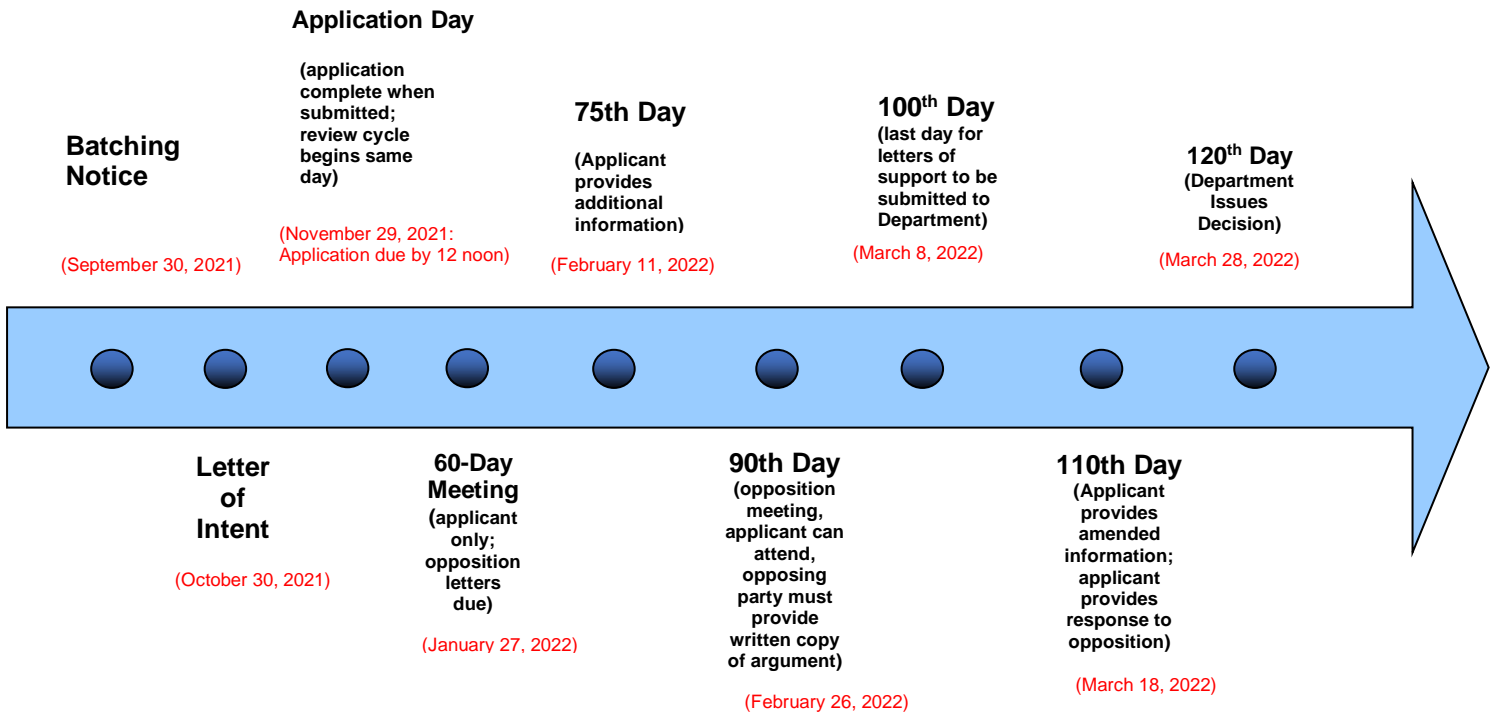 Batching
Notice
(September 30, 2021)
Letter
of
Intent
(October 30, 2021)
Application Day
(application
complete when
submitted;
review cycle
begins same
day)
(November 29, 2021:
Application due by 12 noon)
60-Day
Meeting
(applicant
only;
opposition
letters
due)
(January 27, 2022)
75th Day
(Applicant
provides
additional
information)
(February 11, 2022)
90th Day
(opposition
meeting,
applicant can
attend,
opposing
party must
provide
written copy
of argument)
(February 26, 2022)
100th Day
(last day for
letters of
support to be
submitted to
Department)
(March 8, 2022)
110th Day
(Applicant
provides
amended
information;
applicant
provides
response to
opposition)
(March 18, 2022)
120th Day
(Department
Issues
Decision)
(March 28, 2022)